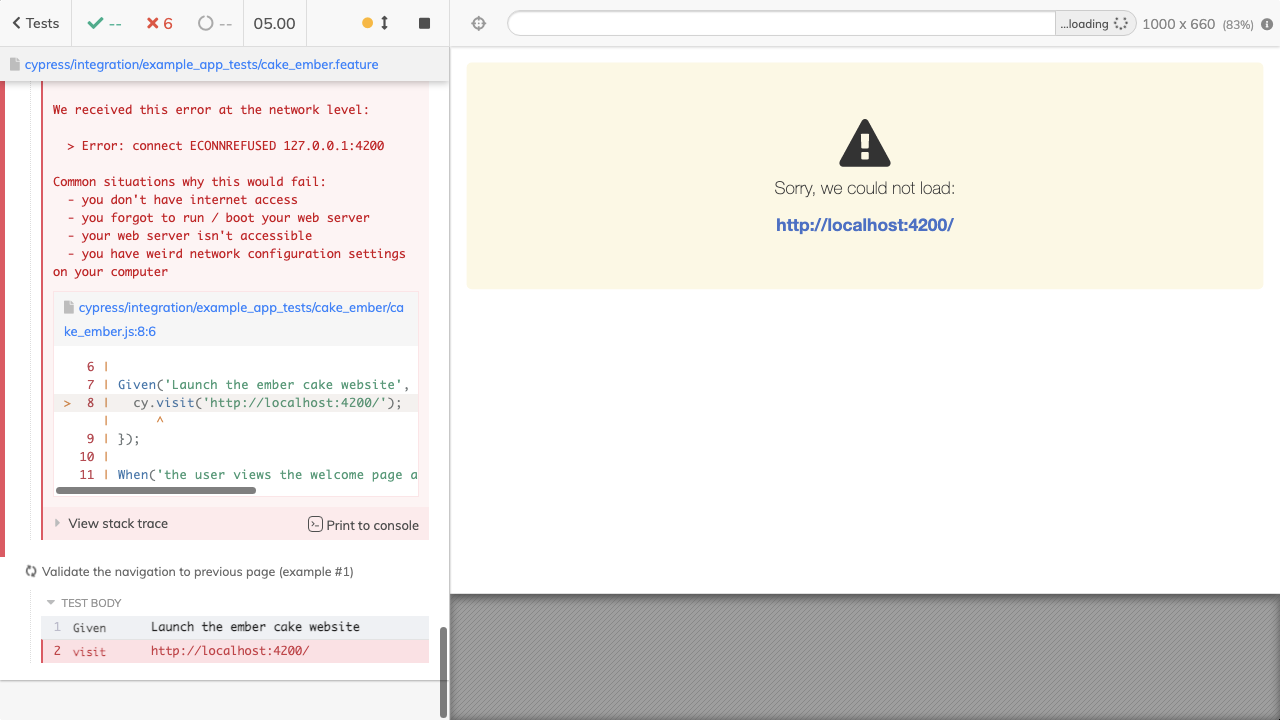 Tests
--
6
--
05.00
...loading
1000 x 660 (83%)
cypress/integration/example_app_tests/cake_ember.feature
We received this error at the network level:
> Error: connect ECONNREFUSED 127.0.0.1:4200
Common situations why this would fail:
- you don't have internet access
- you forgot to run / boot your web server
- your web server isn't accessible
- you have weird network configuration settings
on your computer
cypress/integration/example_app_tests/cake_ember/ca
ke_ember.js:8:6
6 |
7 | Given('Launch the ember cake website',
> 8 | cy.visit('http://localhost:4200/');
| ^
9 | });
10 |
11 | When('the user views the welcome page a
View stack trace
Print to console
Validate the navigation to previous page (example #1)
TEST BODY
1 Given Launch the ember cake website
2 visit http://localhost:4200/
Sorry, we could not load:
http://localhost:4200/